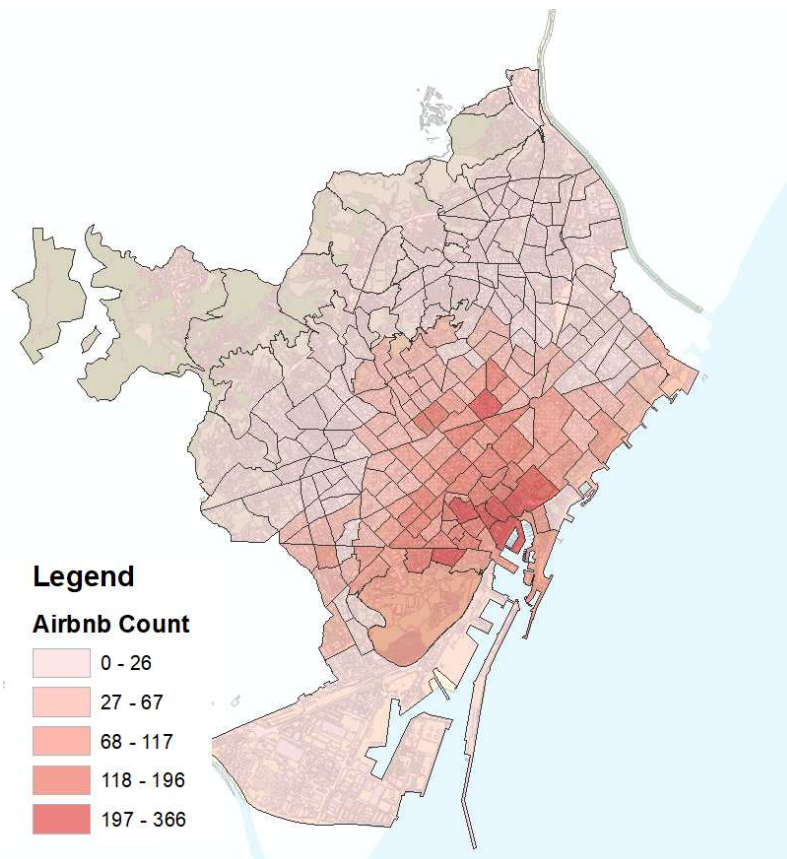 Legend
Airbnb Count
0 - 26
27 - 67
68 - 117
118 - 196
197 - 366